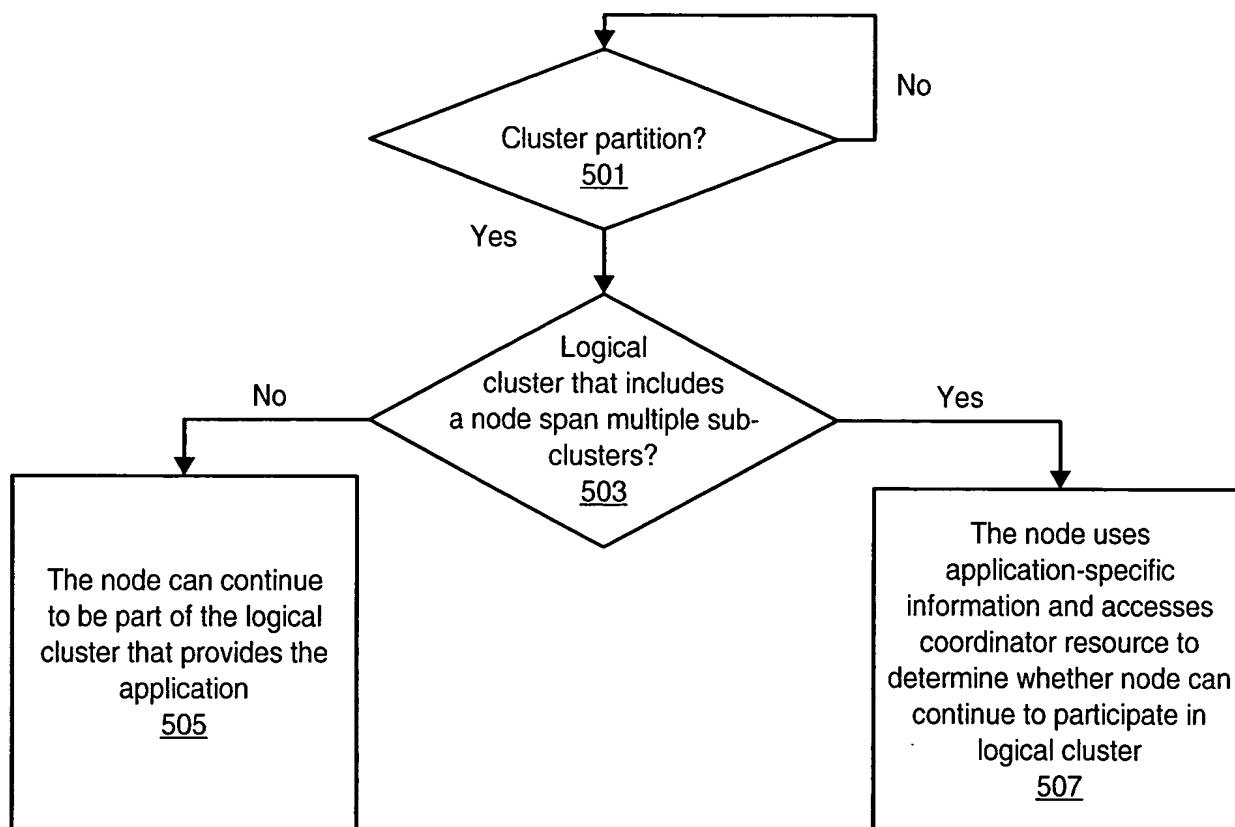 No
Cluster partition?
501
Yes
Logical
cluster that includes
a node span multiple sub-
clusters?
503
No
Yes
The node can continue
to be part of the logical
cluster that provides the
application
505
The node uses
application-specific
information and accesses
coordinator resource to
determine whether node can
continue to participate in
logical cluster
507